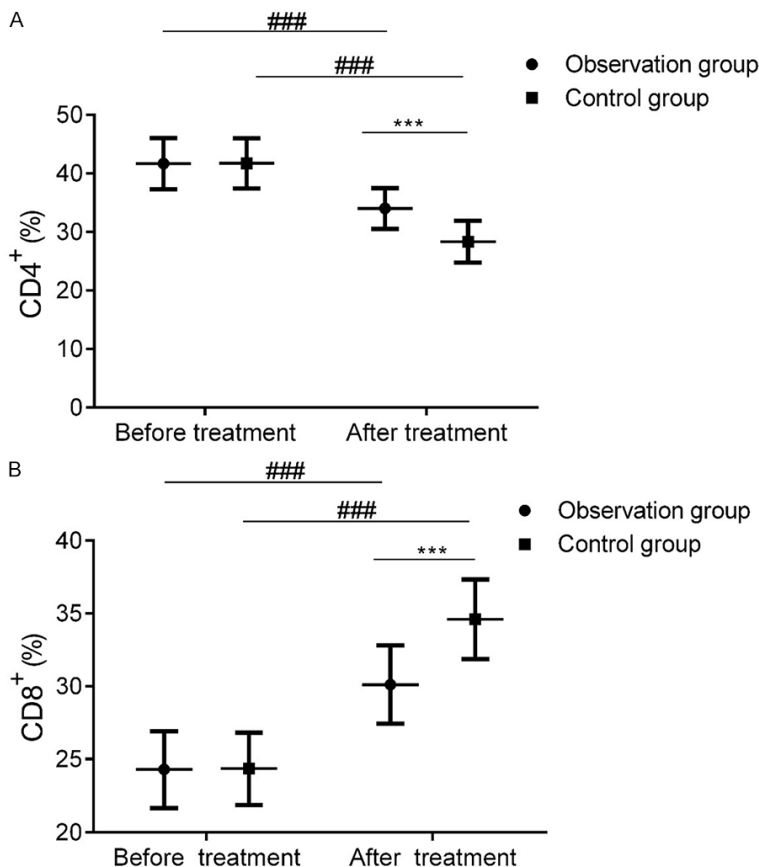 A
###
###
Observation group
Control group
***
50
40
30
20
10
0
CD4+ (%)
Before treatment
After treatment
B
###
###
Observation group
Control group
***
40
35
30
25
20
CD8+ (%)
Before treatment
After treatment